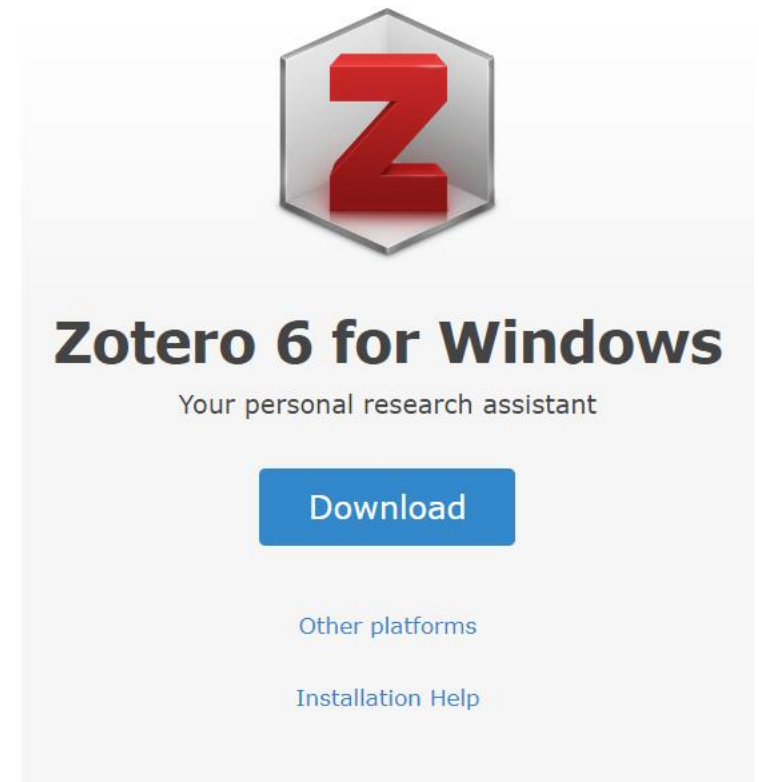 Z
Zotero 6 for Windows
Your personal research assistant
Download
Other platforms
Installation Help